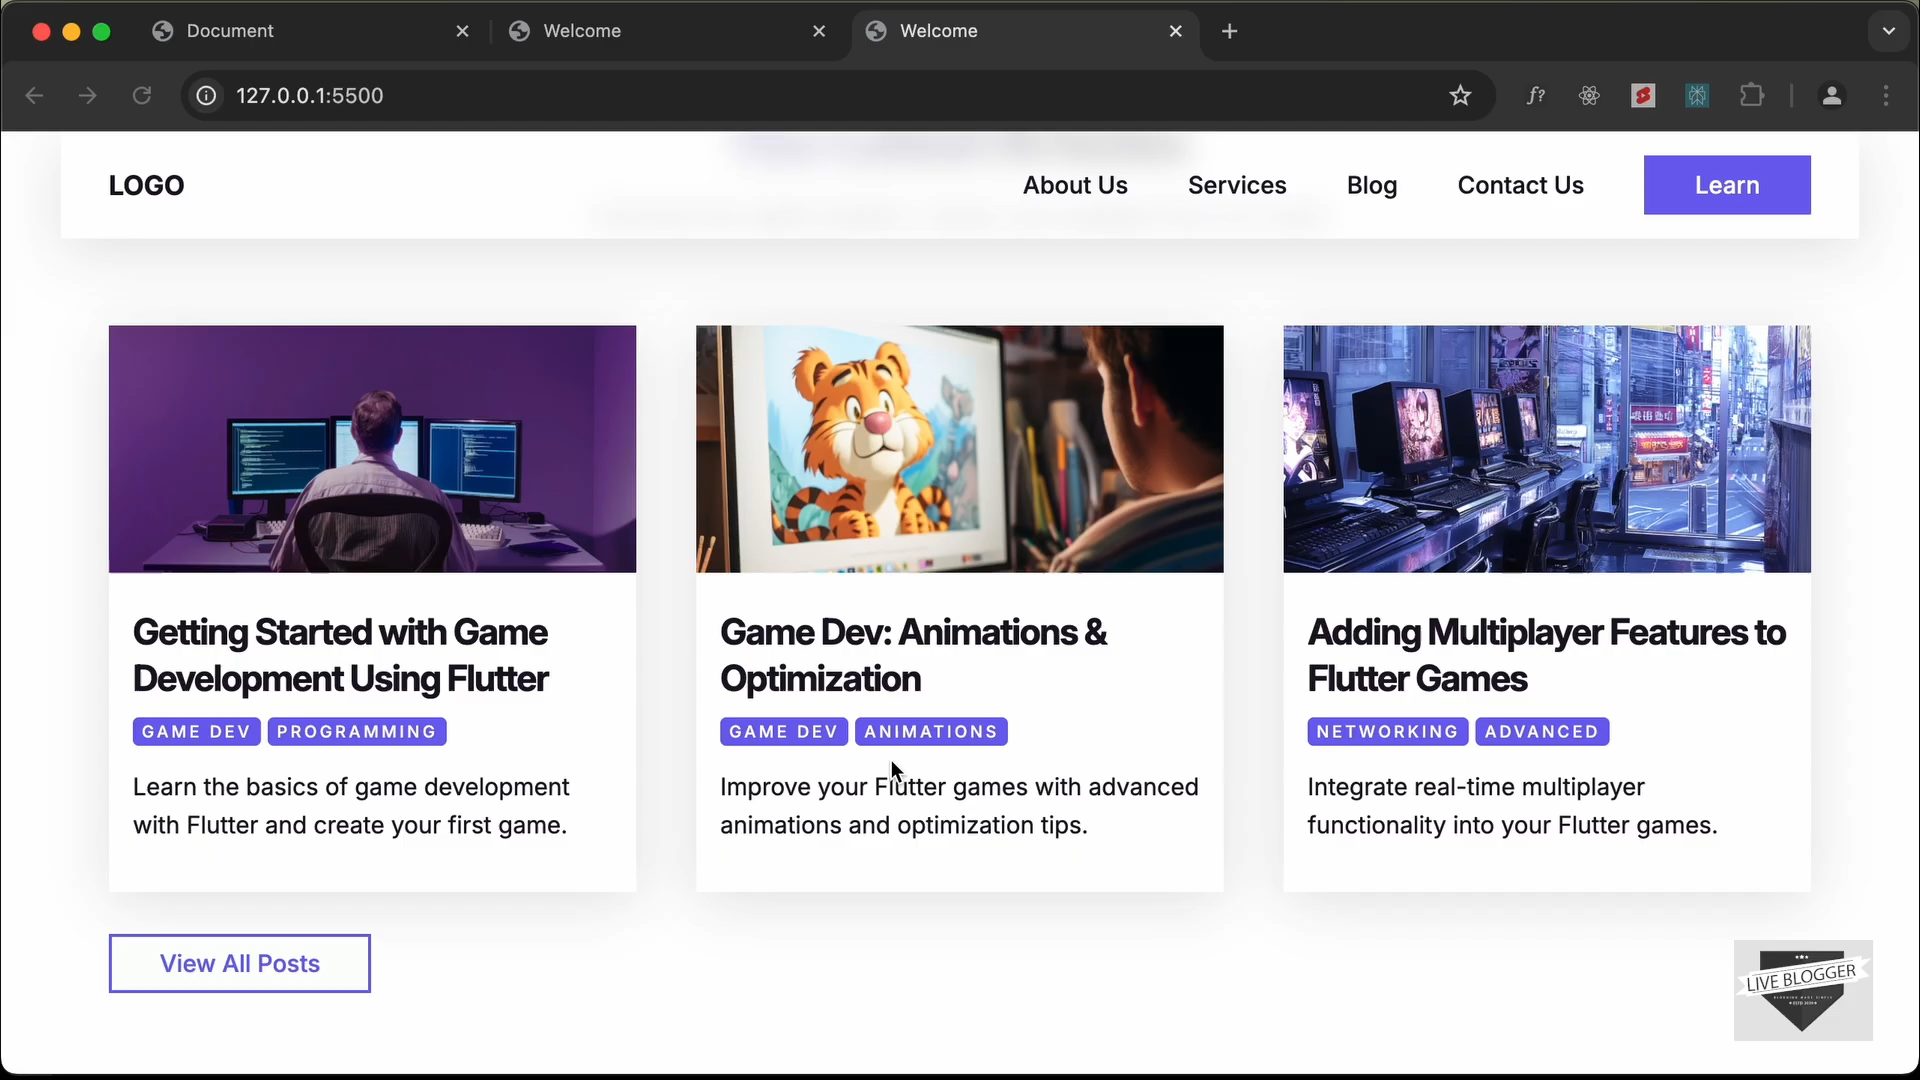 Document
Welcome
Welcome
127.0.0.1:5500
f?
LOGO
About Us
Services
Blog
Contact Us
Learn
Getting Started with Game
Development Using Flutter
GAME DEV
PROGRAMMING
Learn the basics of game development
with Flutter and create your first game.
Game Dev: Animations &
Optimization
GAME DEV
ANIMATIONS
Improve your Flutter games with advanced
animations and optimization tips.
Adding Multiplayer Features to
Flutter Games
NETWORKING
ADVANCED
Integrate real-time multiplayer
functionality into your Flutter games.
View All Posts
LIVE BLOGGER